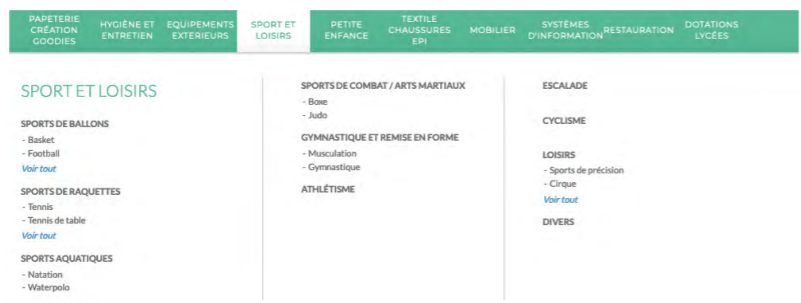 PAPETERIE
CRÉATION
GOODIES
HYGIÈNE ET
ENTRETIEN
EQUIPEMENTS
EXTERIEURS
SPORT ET
LOISIRS
PETITE
ENFANCE
TEXTILE
CHAUSSURES
EPI
MOBILIER
SYSTÈMES
D'INFORMATION
RESTAURATION
DOTATIONS
LYCÉES
SPORT ET LOISIRS
SPORTS DE BALLONS
- Basket
- Football
Voir tout
SPORTS DE RAQUETTES
- Tennis
- Tennis de table
Voir tout
SPORTS AQUATIQUES
- Natation
- Waterpolo
SPORTS DE COMBAT / ARTS MARTIAUX
- Boxe
- Judo
GYMNASTIQUE ET REMISE EN FORME
- Musculation
- Gymnastique
ATHLÉTISME
ESCALADE
CYCLISME
LOISIRS
- Sports de précision
- Cirque
Voir tout
DIVERS